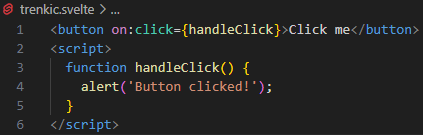 trenkic.svelte > ...
1 <button on:click={handleClick}>Click me</button>
2 <script>
3   function handleClick() {
4     alert('Button clicked!');
5   }
6 </script>